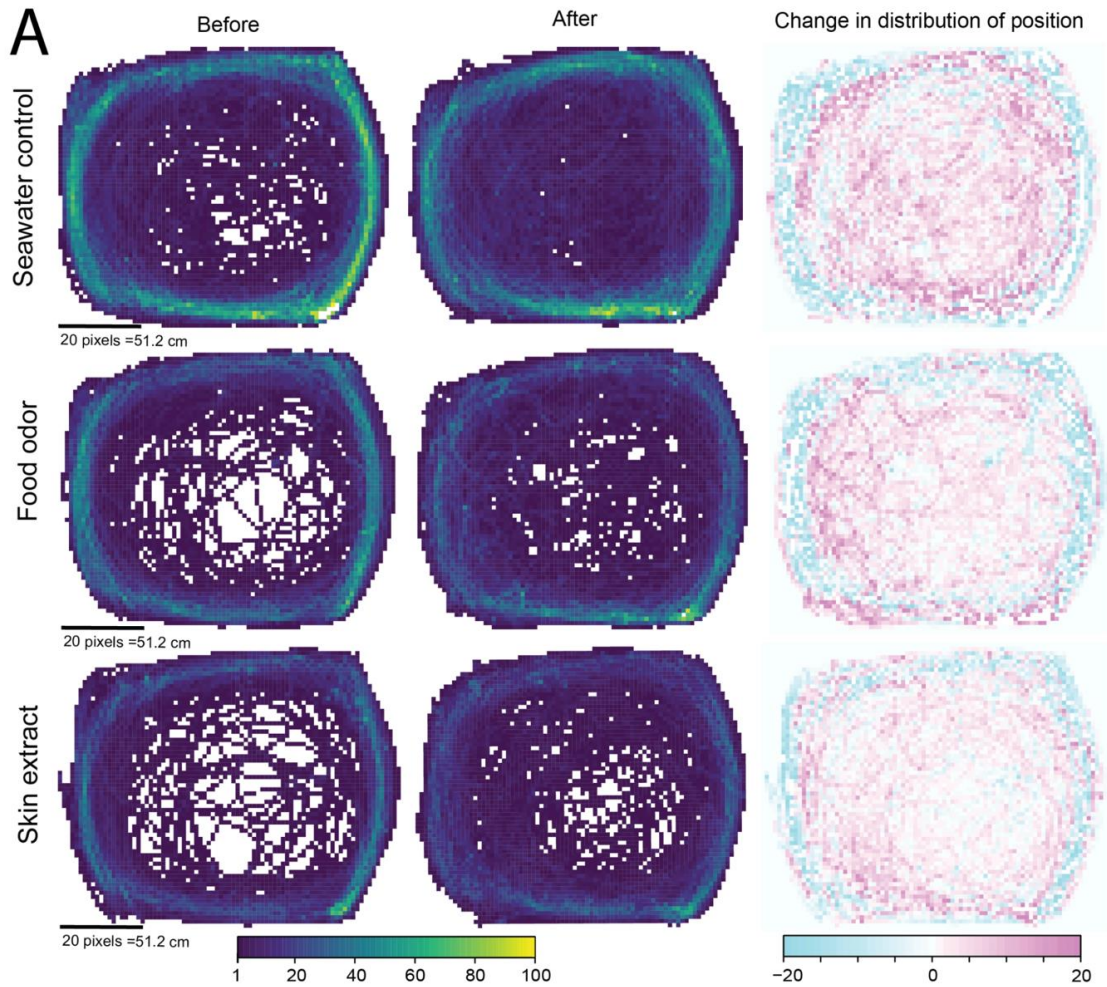 A
Before
After
Change in distribution of position
Seawater control
20 pixels =51.2 cm
Food odor
20 pixels =51.2 cm
Skin extract
20 pixels =51.2 cm
1 20 40 60 80 100
−20 0 20